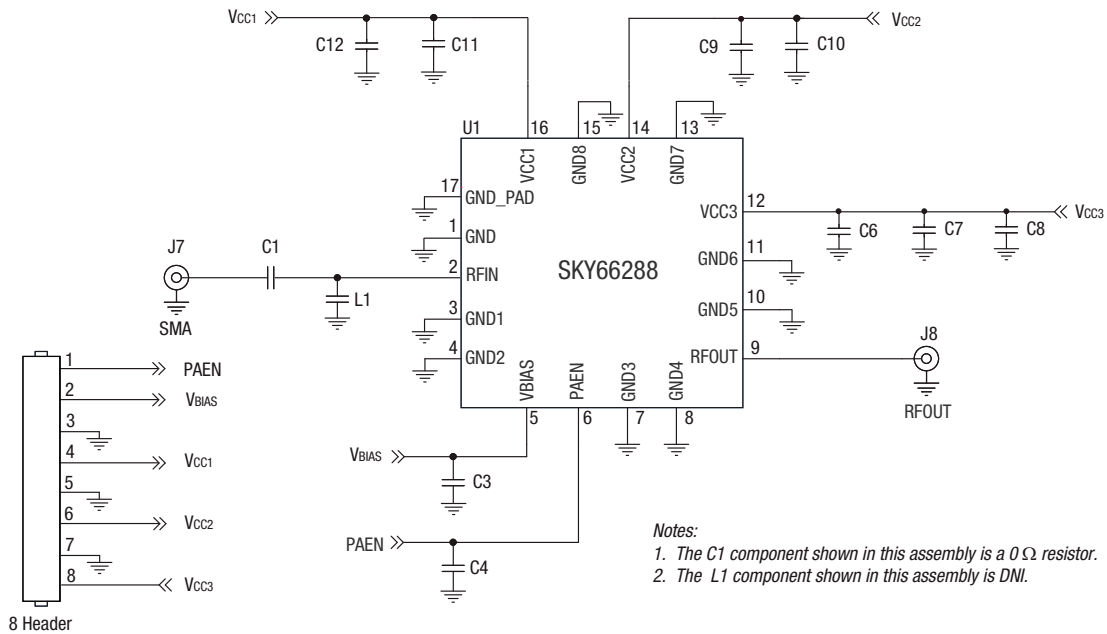 VCC1
VCC2
C12
C11
C9
C10
U1
16
15
14
13
VCC1
GND8
VCC2
GND7
17
GND_PAD
1
GND
2
RFIN
3
GND1
4
GND2
SKY66288
VCC3
12
VCC3
C6
C7
C8
GND6
11
GND5
10
RFOUT
9
J8
RFOUT
J7
C1
L1
SMA
VBIAS
PAEN
GND3
GND4
5
6
7
8
VBIAS
C3
PAEN
C4
1
PAEN
2
VBIAS
3
4
VCC1
5
6
VCC2
7
8
VCC3
8 Header
Notes:
1. The C1 component shown in this assembly is a 0 Ω resistor.
2. The L1 component shown in this assembly is DNI.